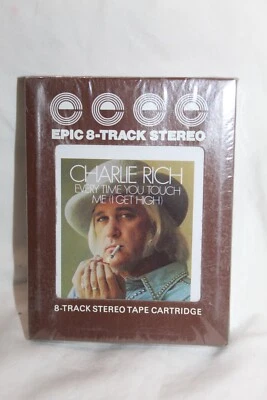 EPIC 8-TRACK STEREO
CHARLIE RICH
EVERY TIME YOU TOUCH
ME (I GET HIGH)
8-TRACK STEREO TAPE CARTRIDGE